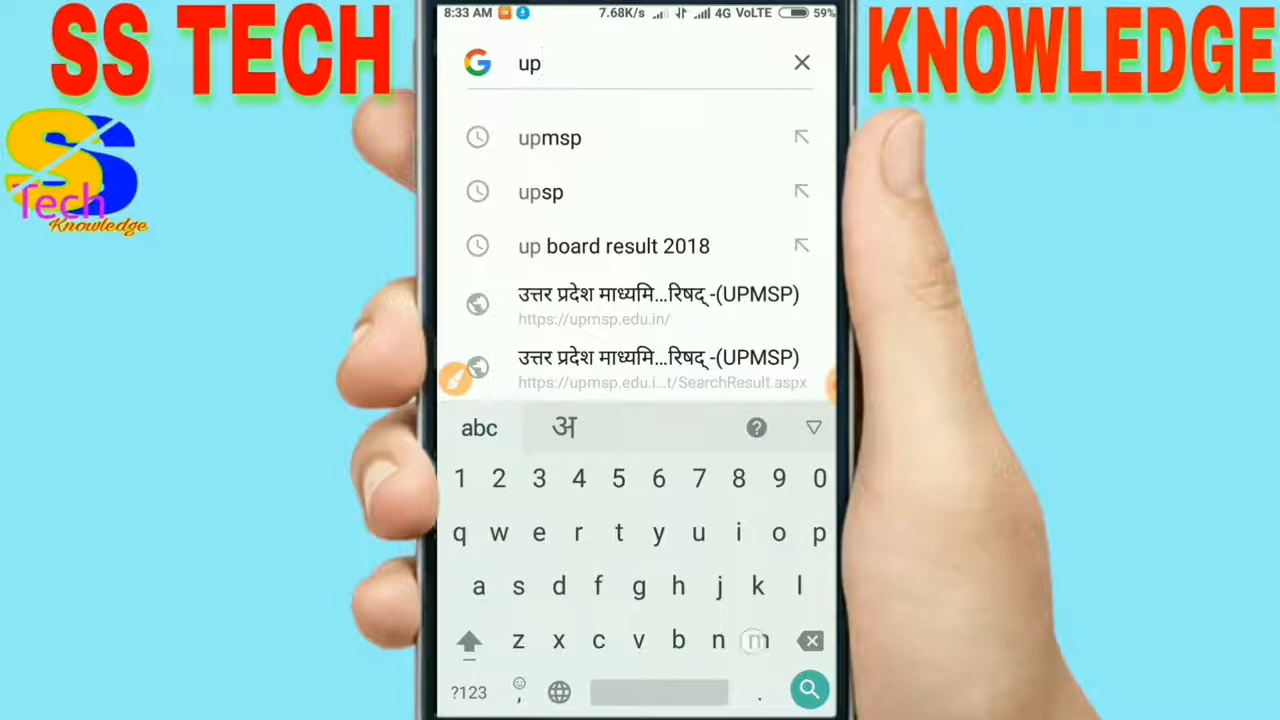 SS TECH KNOWLEDGE
SS
Tech
Knowledge
8:33 AM 7.68K/s 4G VoLTE 59%
up
upmsp
upsp
up board result 2018
उत्तर प्रदेश माध्यमि...रिषद् -(UPMSP)
https://upmsp.edu.in/
उत्तर प्रदेश माध्यमि...रिषद् -(UPMSP)
https://upmsp.edu.i...t/SearchResult.aspx
abc अ ?
1 2 3 4 5 6 7 8 9 0
q w e r t y u i o p
a s d f g h j k l
z x c v b n m
?123 , .